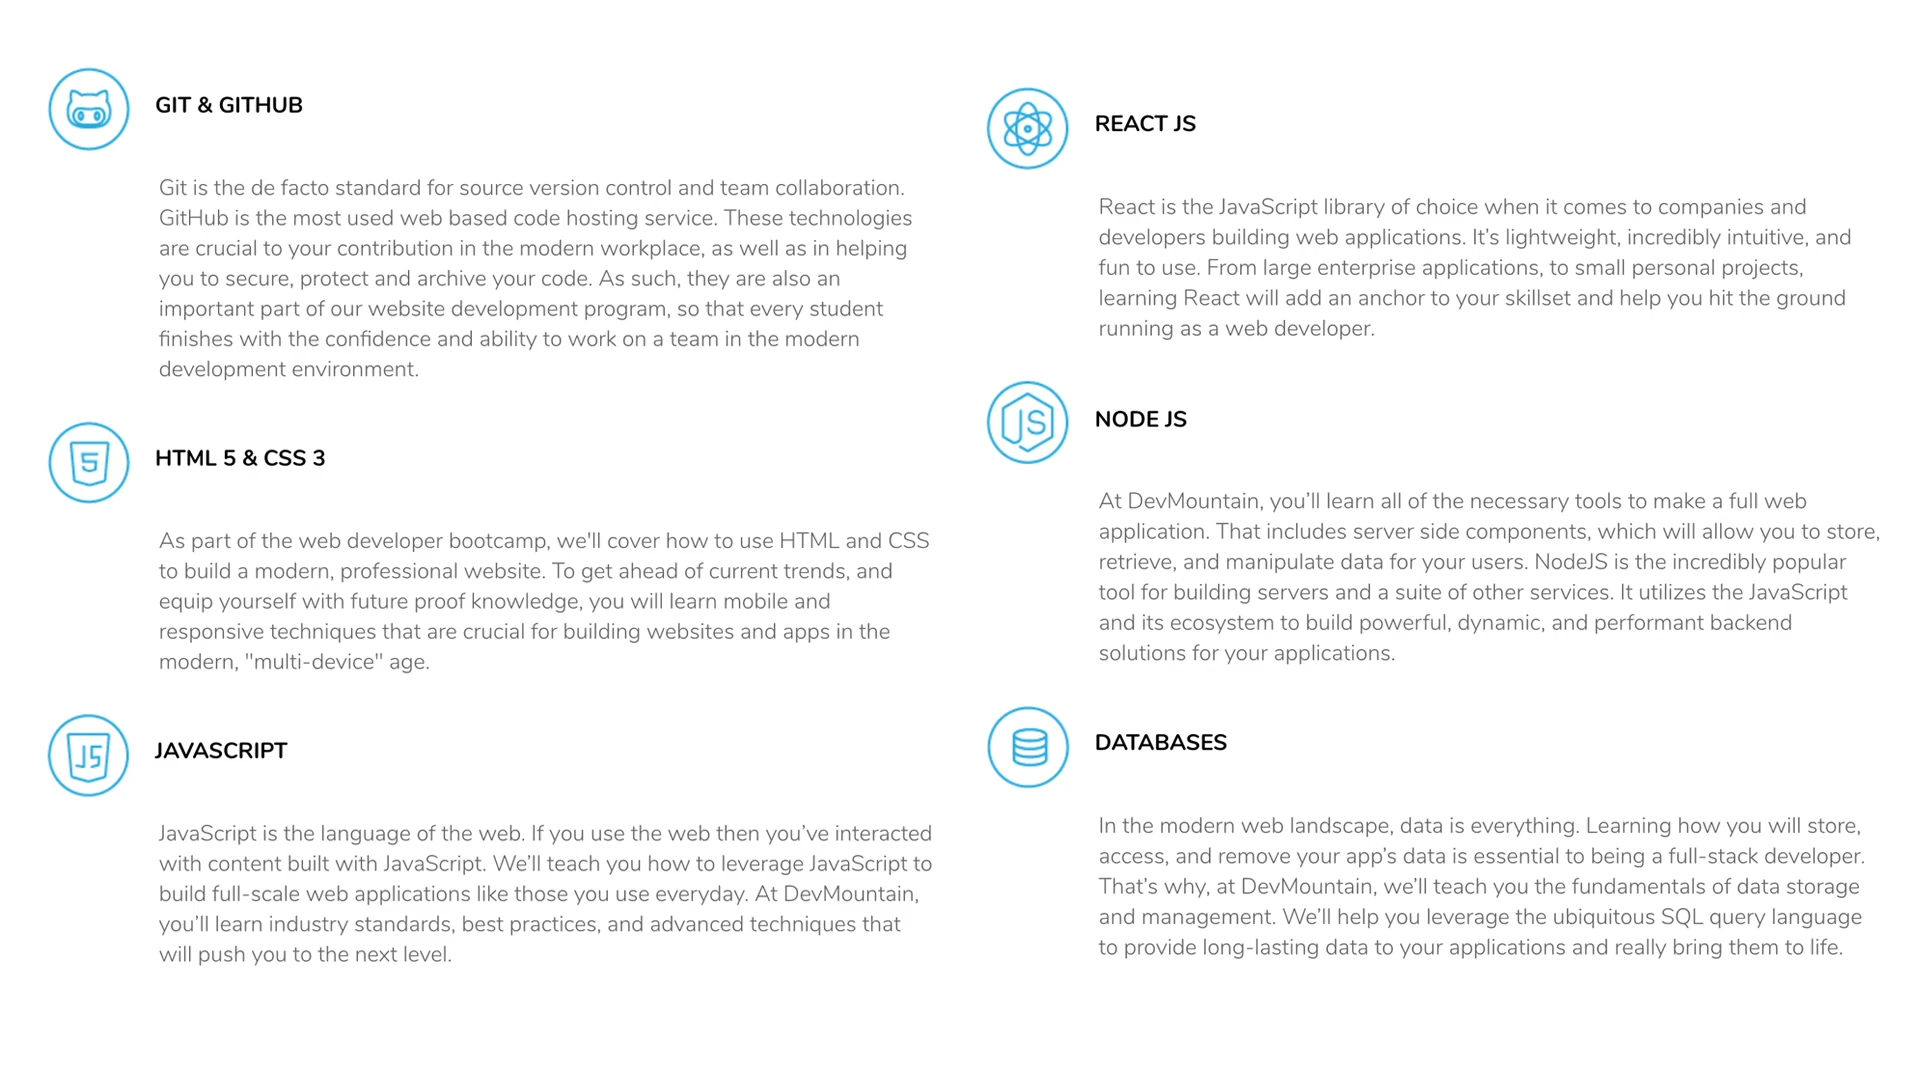 GIT & GITHUB
Git is the de facto standard for source version control and team collaboration.
GitHub is the most used web based code hosting service. These technologies
are crucial to your contribution in the modern workplace, as well as in helping
you to secure, protect and archive your code. As such, they are also an
important part of our website development program, so that every student
finishes with the confidence and ability to work on a team in the modern
development environment.
5
HTML 5 & CSS 3
As part of the web developer bootcamp, we'll cover how to use HTML and CSS
to build a modern, professional website. To get ahead of current trends, and
equip yourself with future proof knowledge, you will learn mobile and
responsive techniques that are crucial for building websites and apps in the
modern, "multi-device" age.
JS
JAVASCRIPT
JavaScript is the language of the web. If you use the web then you’ve interacted
with content built with JavaScript. We’ll teach you how to leverage JavaScript to
build full-scale web applications like those you use everyday. At DevMountain,
you’ll learn industry standards, best practices, and advanced techniques that
will push you to the next level.
REACT JS
React is the JavaScript library of choice when it comes to companies and
developers building web applications. It’s lightweight, incredibly intuitive, and
fun to use. From large enterprise applications, to small personal projects,
learning React will add an anchor to your skillset and help you hit the ground
running as a web developer.
JS
NODE JS
At DevMountain, you’ll learn all of the necessary tools to make a full web
application. That includes server side components, which will allow you to store,
retrieve, and manipulate data for your users. NodeJS is the incredibly popular
tool for building servers and a suite of other services. It utilizes the JavaScript
and its ecosystem to build powerful, dynamic, and performant backend
solutions for your applications.
DATABASES
In the modern web landscape, data is everything. Learning how you will store,
access, and remove your app’s data is essential to being a full-stack developer.
That’s why, at DevMountain, we’ll teach you the fundamentals of data storage
and management. We’ll help you leverage the ubiquitous SQL query language
to provide long-lasting data to your applications and really bring them to life.